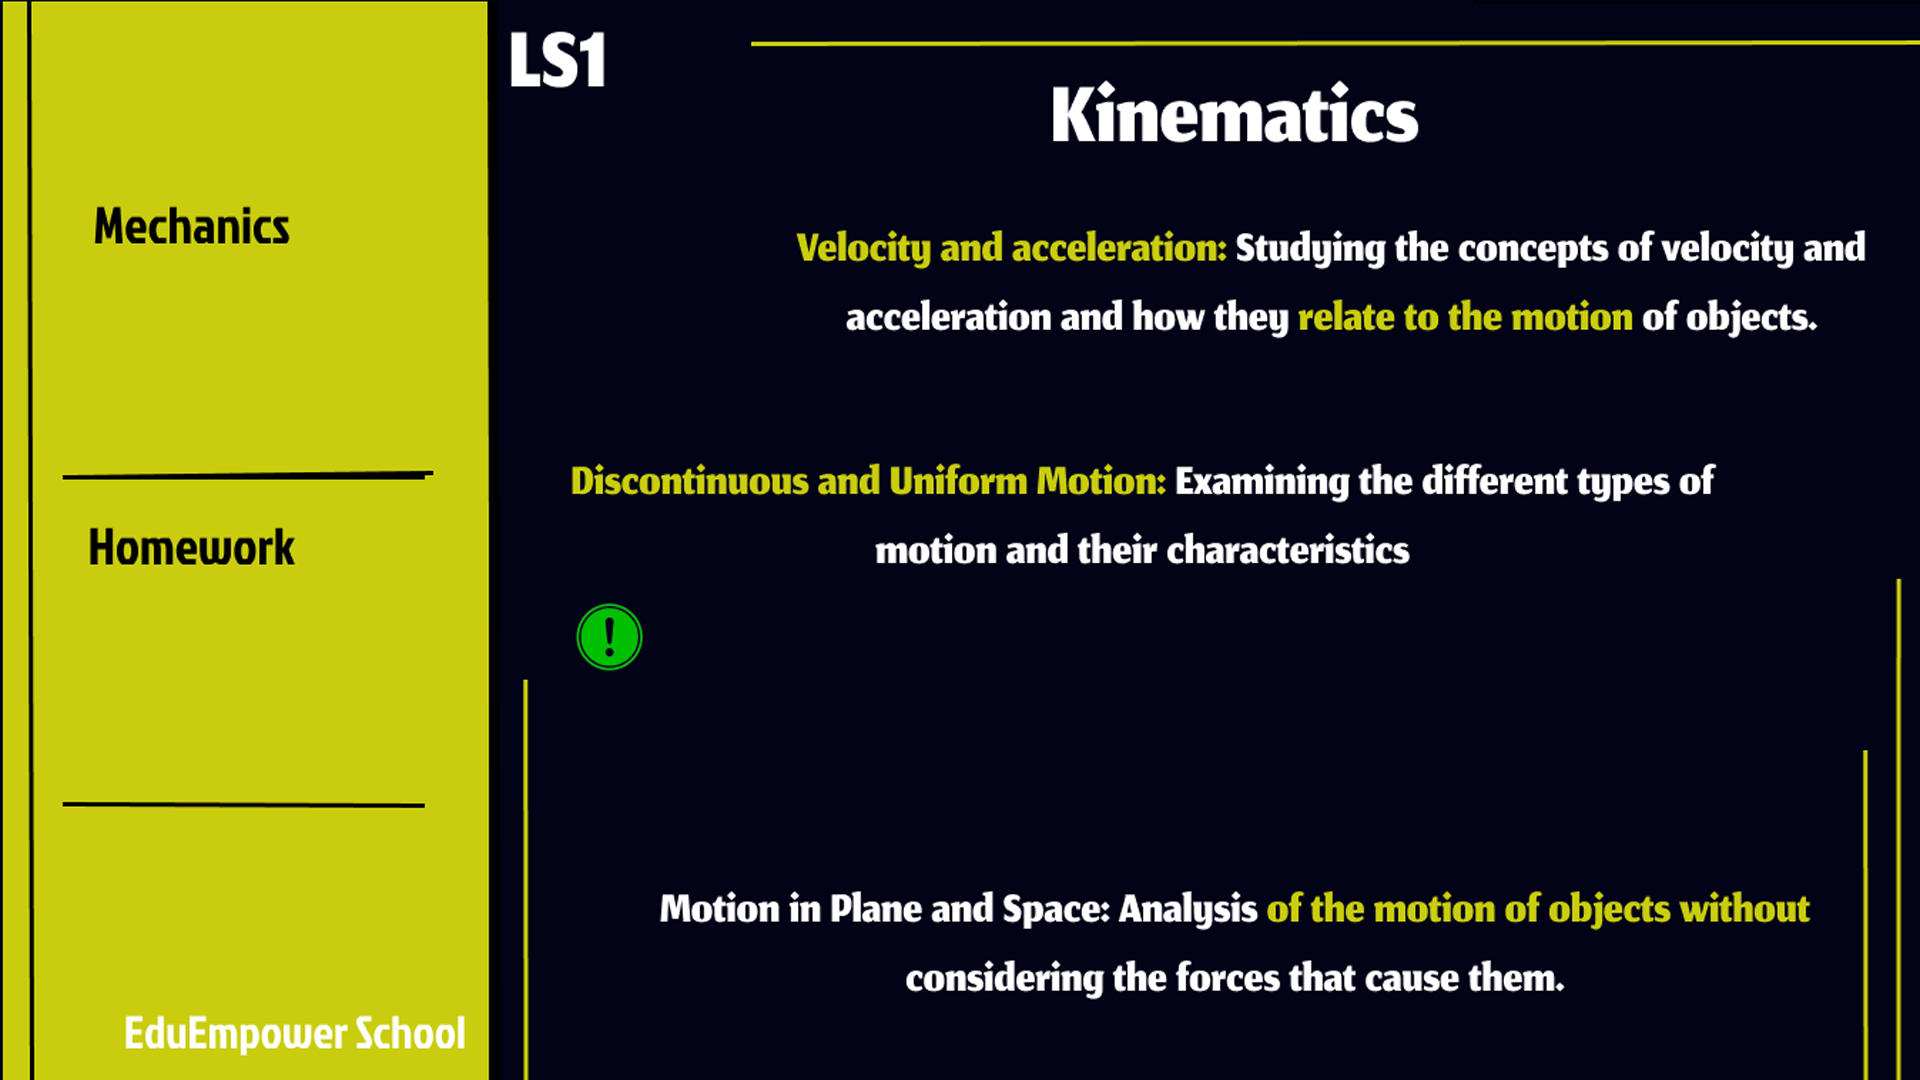 LS1
Kinematics
Mechanics
Velocity and acceleration: Studying the concepts of velocity and
acceleration and how they relate to the motion of objects.
Discontinuous and Uniform Motion: Examining the different types of
motion and their characteristics
Homework
!
Motion in Plane and Space: Analysis of the motion of objects without
considering the forces that cause them.
EduEmpower School